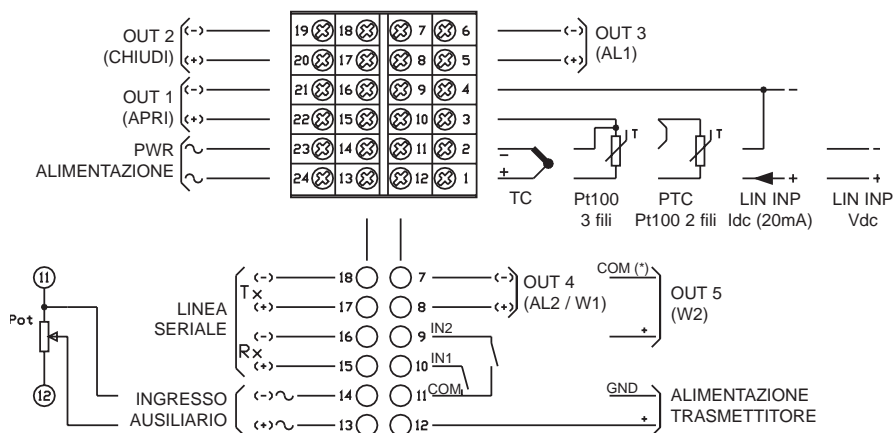 OUT 2
(CHIUDI)
(-)
(+)
OUT 1
(APRI)
(-)
(+)
PWR
ALIMENTAZIONE
19 18 7 6
20 17 8 5
21 16 9 4
22 15 10 3
23 14 11 2
24 13 12 1
(-)
(+)
OUT 3
(AL1)
-
T
T
-
+
TC
Pt100
3 fili
PTC
Pt100 2 fili
+
LIN INP
Idc (20mA)
-
+
LIN INP
Vdc
11
Pot
12
LINEA
SERIALE
Tx
(-) 18
(+) 17
Rx
(-) 16
(+) 15
INGRESSO
AUSILIARIO
(-) 14
(+) 13
7 (-)
8 (+)
OUT 4
(AL2 / W1)
9 IN2
10 IN1
11 COM
12
COM (*)
+
OUT 5
(W2)
GND
+
ALIMENTAZIONE
TRASMETTITORE